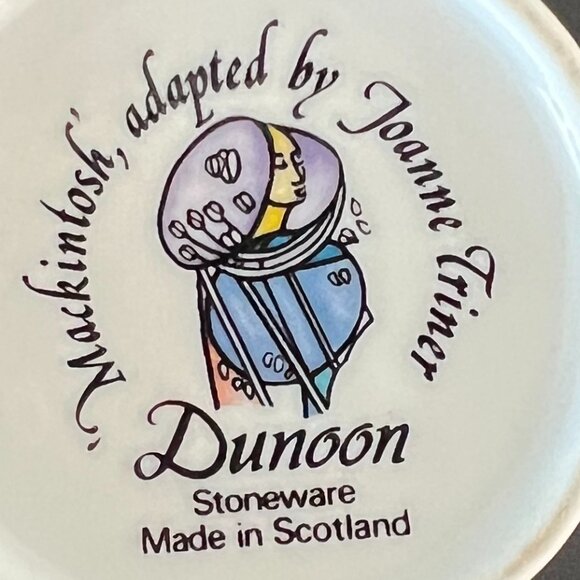 'Mackintosh', adapted by Joanne Triner
Dunoon
Stoneware
Made in Scotland